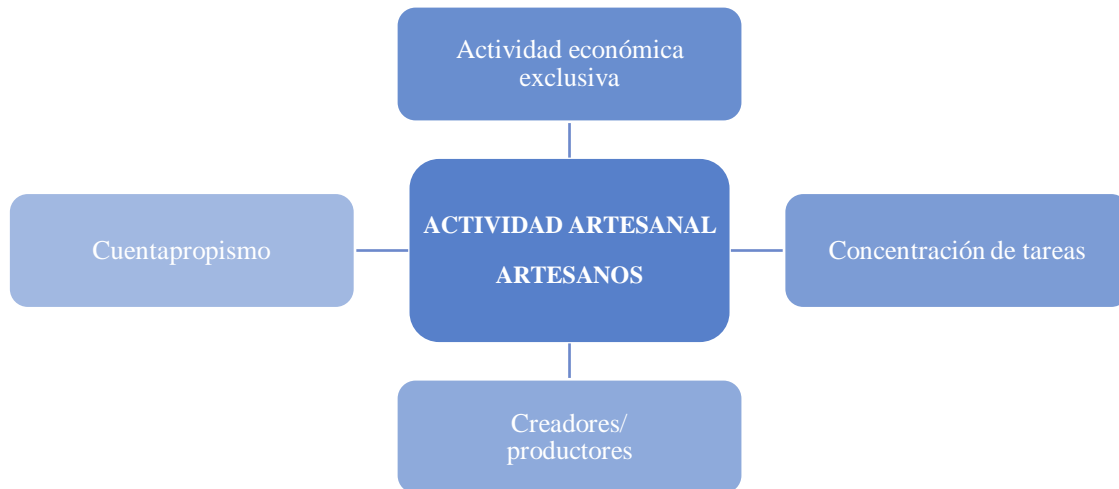 Actividad económica
exclusiva
ACTIVIDAD ARTESANAL
ARTESANOS
Cuentapropismo
Concentración de tareas
Creadores/
productores